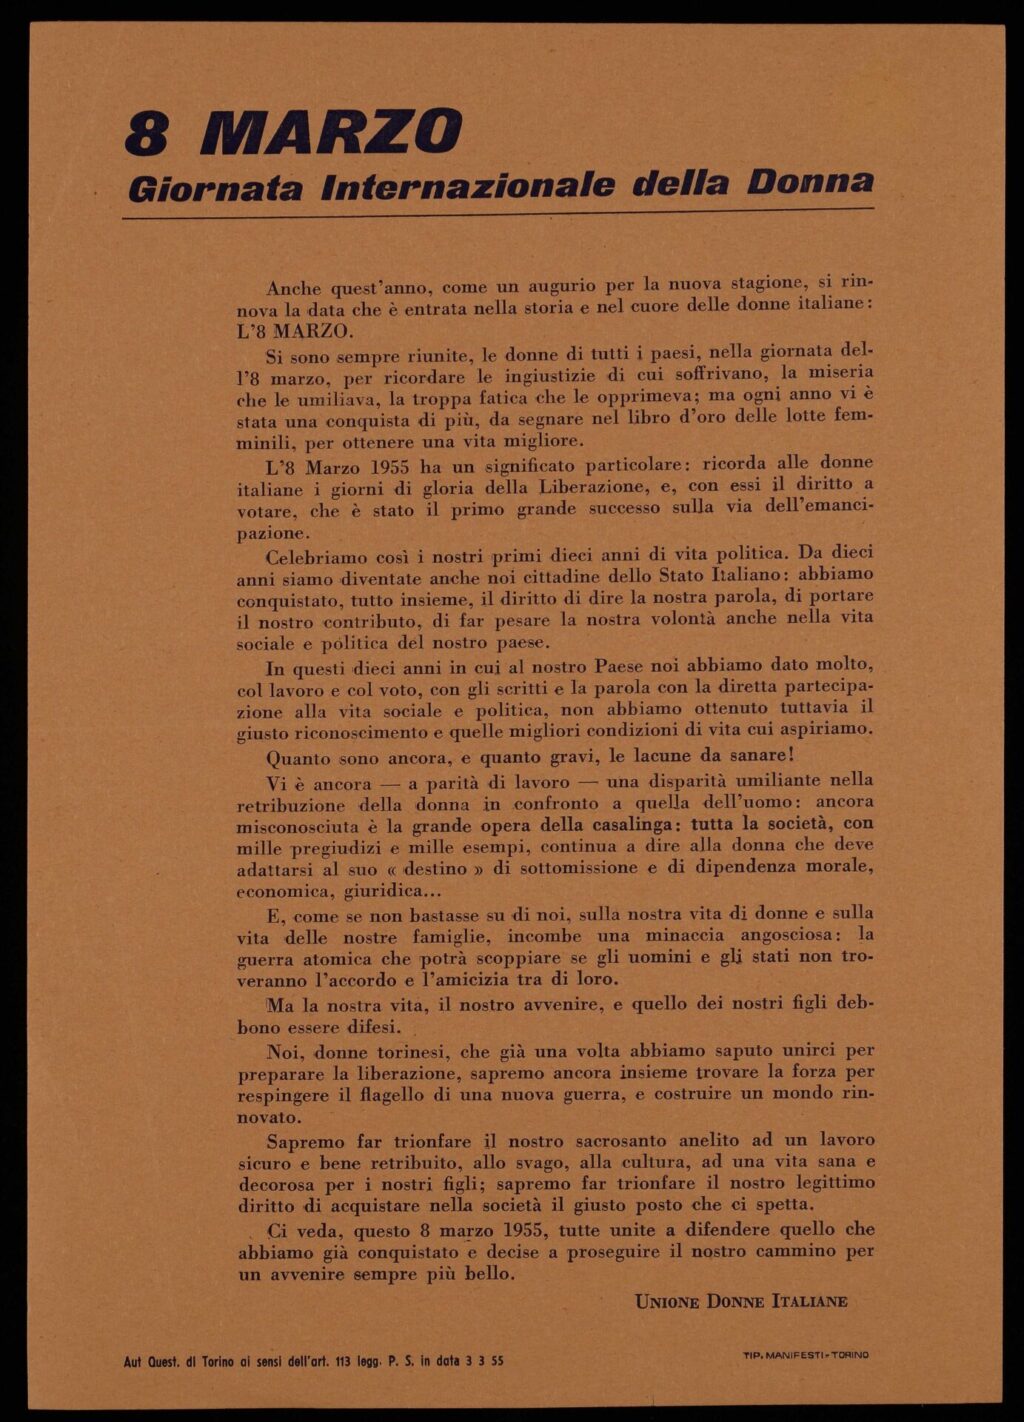 8 MARZO
Giornata Internazionale della Donna
Anche quest'anno, come un augurio per la nuova stagione, si rin-
nova la data che è entrata nella storia e nel cuore delle donne italiane:
L'8 MARZO.
Si sono sempre riunite, le donne di tutti i paesi, nella giornata del-
l'8 marzo, per ricordare le ingiustizie di cui soffrivano, la miseria
che le umiliava, la troppa fatica che le opprimeva; ma ogni anno vi è
stata una conquista di più, da segnare nel libro d'oro delle lotte fem-
minili, per ottenere una vita migliore.
L'8 Marzo 1955 ha un significato particolare: ricorda alle donne
italiane i giorni di gloria della Liberazione, e, con essi il diritto a
votare, che è stato il primo grande successo sulla via dell'emanci-
pazione.
Celebriamo così i nostri primi dieci anni di vita politica. Da dieci
anni siamo diventate anche noi cittadine dello Stato Italiano: abbiamo
conquistato, tutto insieme, il diritto di dire la nostra parola, di portare
il nostro contributo, di far pesare la nostra volontà anche nella vita
sociale e politica del nostro paese.
In questi dieci anni in cui al nostro Paese noi abbiamo dato molto,
col lavoro e col voto, con gli scritti e la parola con la diretta partecipa-
zione alla vita sociale e politica, non abbiamo ottenuto tuttavia il
giusto riconoscimento e quelle migliori condizioni di vita cui aspiriamo.
Quanto sono ancora, e quanto gravi, le lacune da sanare!
Vi è ancora — a parità di lavoro — una disparità umiliante nella
retribuzione della donna in confronto a quella dell'uomo: ancora
misconosciuta è la grande opera della casalinga: tutta la società, con
mille pregiudizi e mille esempi, continua a dire alla donna che deve
adattarsi al suo « destino » di sottomissione e di dipendenza morale,
economica, giuridica...
E, come se non bastasse su di noi, sulla nostra vita di donne e sulla
vita delle nostre famiglie, incombe una minaccia angosciosa: la
guerra atomica che potrà scoppiare se gli uomini e gli stati non tro-
veranno l'accordo e l'amicizia tra di loro.
Ma la nostra vita, il nostro avvenire, e quello dei nostri figli deb-
bono essere difesi.
Noi, donne torinesi, che già una volta abbiamo saputo unirci per
preparare la liberazione, sapremo ancora insieme trovare la forza per
respingere il flagello di una nuova guerra, e costruire un mondo rin-
novato.
Sapremo far trionfare il nostro sacrosanto anelito ad un lavoro
sicuro e bene retribuito, allo svago, alla cultura, ad una vita sana e
decorosa per i nostri figli; sapremo far trionfare il nostro legittimo
diritto di acquistare nella società il giusto posto che ci spetta.
Ci veda, questo 8 marzo 1955, tutte unite a difendere quello che
abbiamo già conquistato e decise a proseguire il nostro cammino per
un avvenire sempre più bello.
UNIONE DONNE ITALIANE
Aut Quest. di Torino ai sensi dell'art. 113 legg. P. S. in data 3 3 55
TIP. MANIFESTI - TORINO